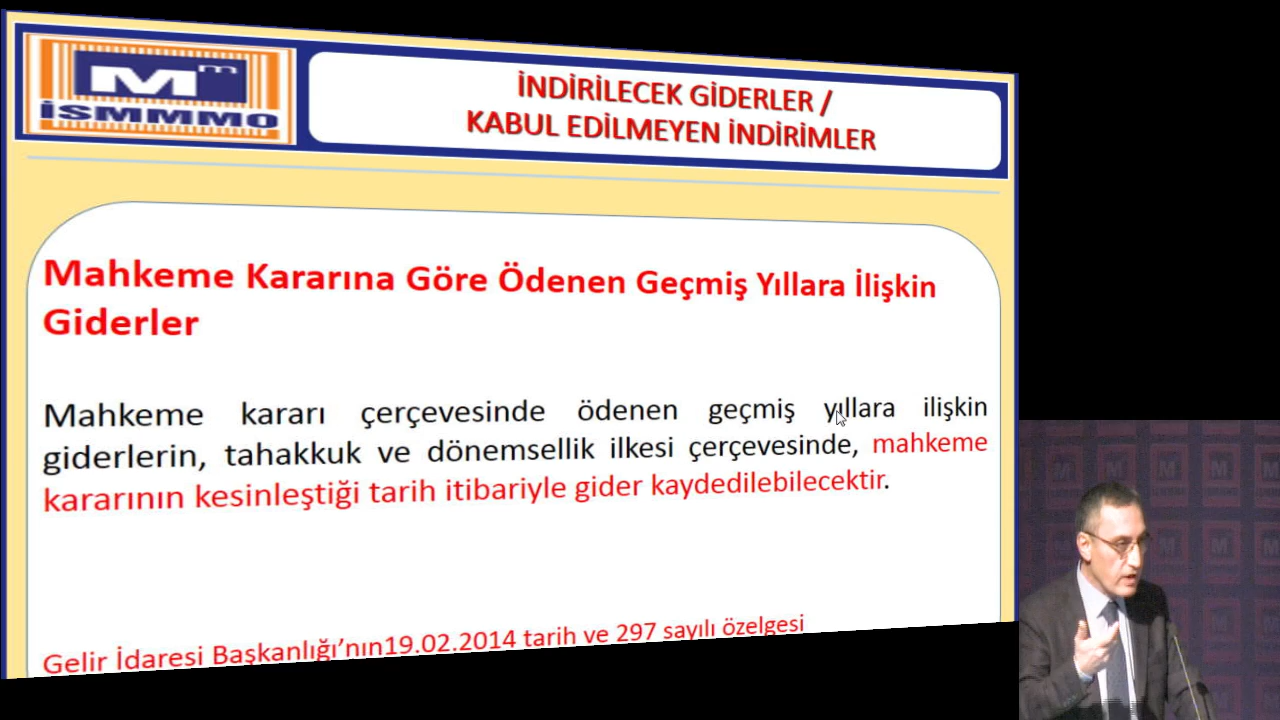 Mm
İSMMMO
İNDİRİLECEK GİDERLER /
KABUL EDİLMEYEN İNDİRİMLER
Mahkeme Kararına Göre Ödenen Geçmiş Yıllara İlişkin
Giderler
Mahkeme kararı çerçevesinde ödenen geçmiş yıllara ilişkin
giderlerin, tahakkuk ve dönemsellik ilkesi çerçevesinde, mahkeme
kararının kesinleştiği tarih itibariyle gider kaydedilebilecektir.
Gelir İdaresi Başkanlığı’nın19.02.2014 tarih ve 297 sayılı özelgesi